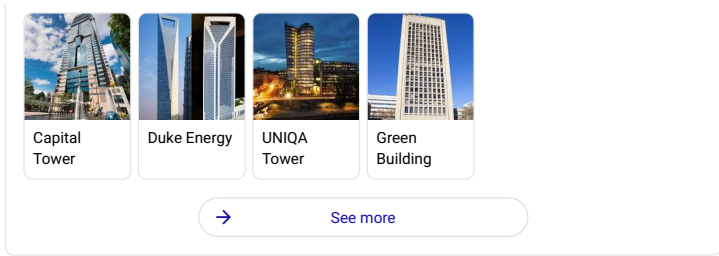 Capital
Tower
Duke Energy
UNIQA
Tower
Green
Building
See more